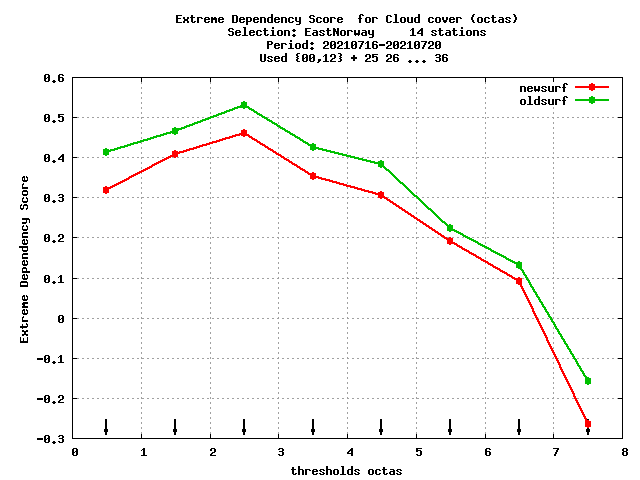 Extreme Dependency Score  for Cloud cover (octas)
Selection: EastNorway     14 stations
Period: 20210716-20210720
Used {00,12} + 25 26 ... 36
newsurf
oldsurf
Extreme Dependency Score
0.6
0.5
0.4
0.3
0.2
0.1
0
-0.1
-0.2
-0.3
0 1 2 3 4 5 6 7 8
thresholds octas